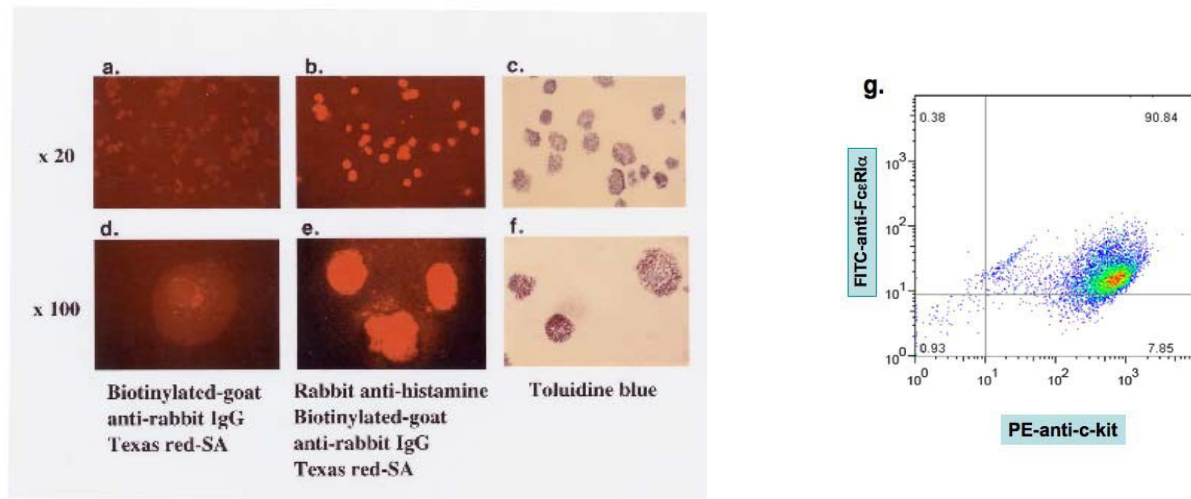 a.
b.
c.
x 20
d.
e.
f.
x 100
Biotinylated-goat
anti-rabbit IgG
Texas red-SA
Rabbit anti-histamine
Biotinylated-goat
anti-rabbit IgG
Texas red-SA
Toluidine blue
g.
0.38
90.84
10³
10²
10¹
10⁰
0.93
7.85
10⁰
10¹
10²
10³
FITC-anti-FcεRIα
PE-anti-c-kit